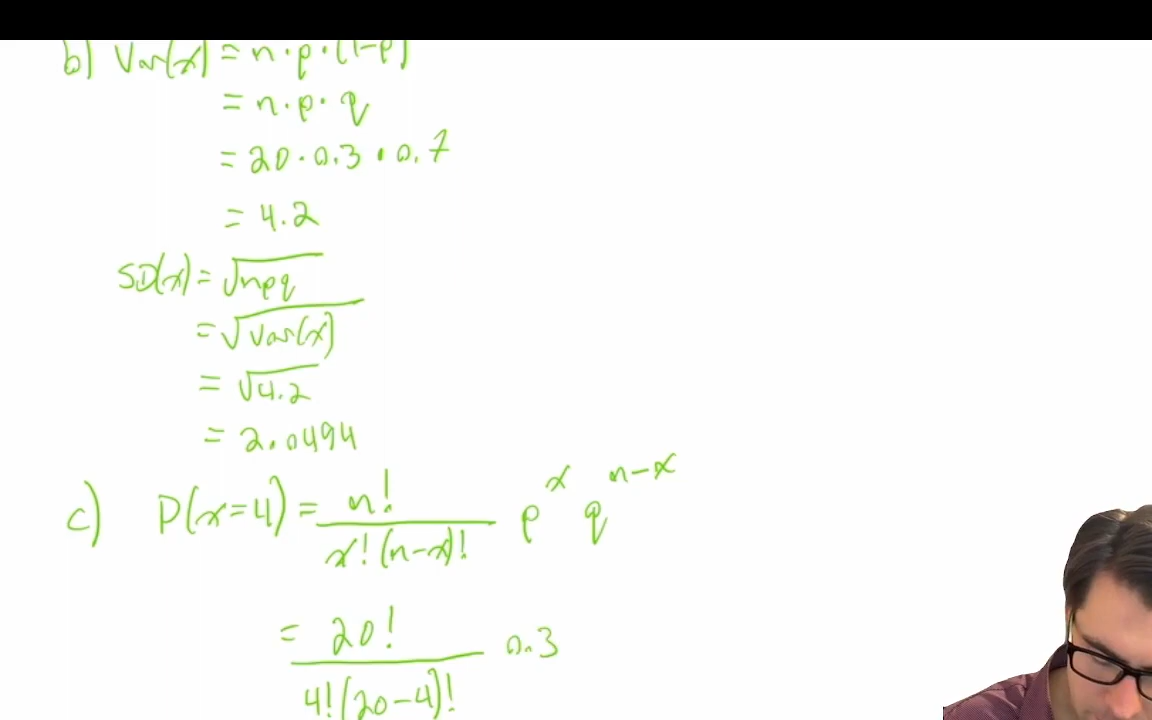 b) Var(x) = n·p·(1-p)
= n·p·q
= 20·0.3·0.7
= 4.2
SD(x) = √npq
= √Var(x)
= √4.2
= 2.0494
c) P(x=4) = n! / x!(n-x)! p^x q^n-x
= 20! / 4!(20-4)! 0.3